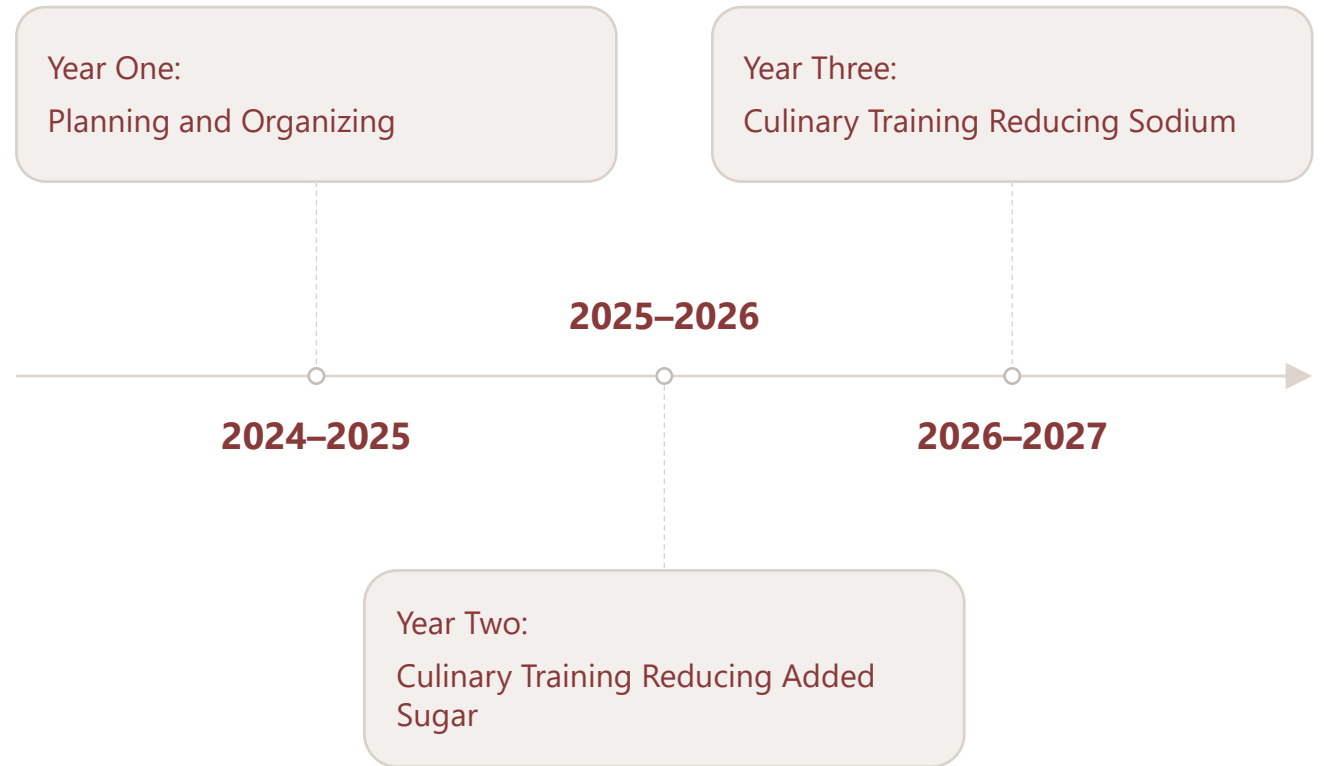 Year One:
Planning and Organizing
Year Three:
Culinary Training Reducing Sodium
2025–2026
2024–2025
2026–2027
Year Two:
Culinary Training Reducing Added
Sugar